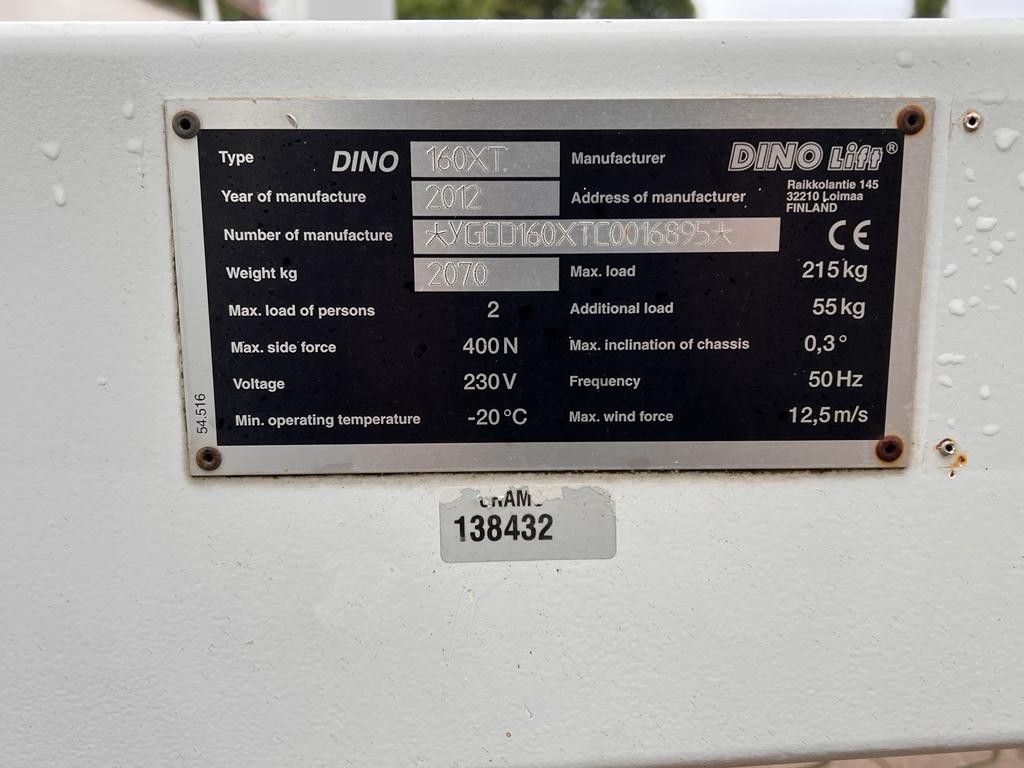 Type DINO 160XT Manufacturer DINO Lift®
Year of manufacture 2012 Address of manufacturer Raikkolantie 145
32210 Loimaa
FINLAND
Number of manufacture *YGCD160XTC0016895* CE
Weight kg 2070 Max. load 215 kg
Max. load of persons 2 Additional load 55 kg
Max. side force 400 N Max. inclination of chassis 0,3°
Voltage 230 V Frequency 50 Hz
Min. operating temperature -20 °C Max. wind force 12,5 m/s
54.516
138432